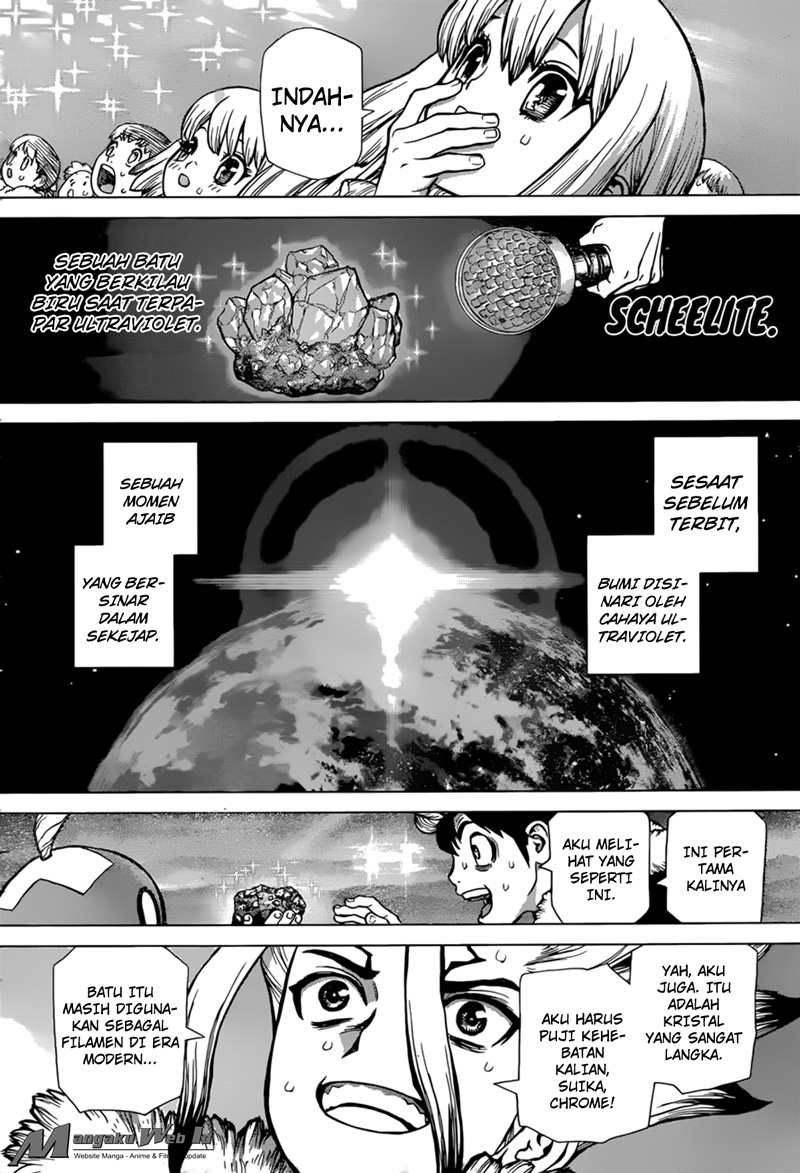 INDAH-
NYA...
SEBUAH BATU
YANG BERKILAU
BIRU SAAT TERPA-
PAR ULTRAVIOLET.
SCHEELITE.
SESAAT
SEBELUM
TERBIT,
BUMI DISI-
NARI OLEH
CAHAYA UL-
TRAVIOLET.
SEBUAH
MOMEN
AJAIB
YANG BER-
SINAR
DALAM
SEKEJAP.
INI PER-
TAMA
KALINYA
AKU MELI-
HAT YANG
SEPERTI
INI.
YAH, AKU
JUGA. ITU
ADALAH
KRISTAL
YANG SANGAT
LANGKA.
AKU HARUS
PUJI KEHE-
BATAN
KALIAN,
SUIKA,
CHROME!
BATU ITU
MASIH DIGUNA-
KAN SEBAGAI
FILAMEN DI ERA
MODERN...
Mangaku Web Id
Website Manga - Anime & Film update